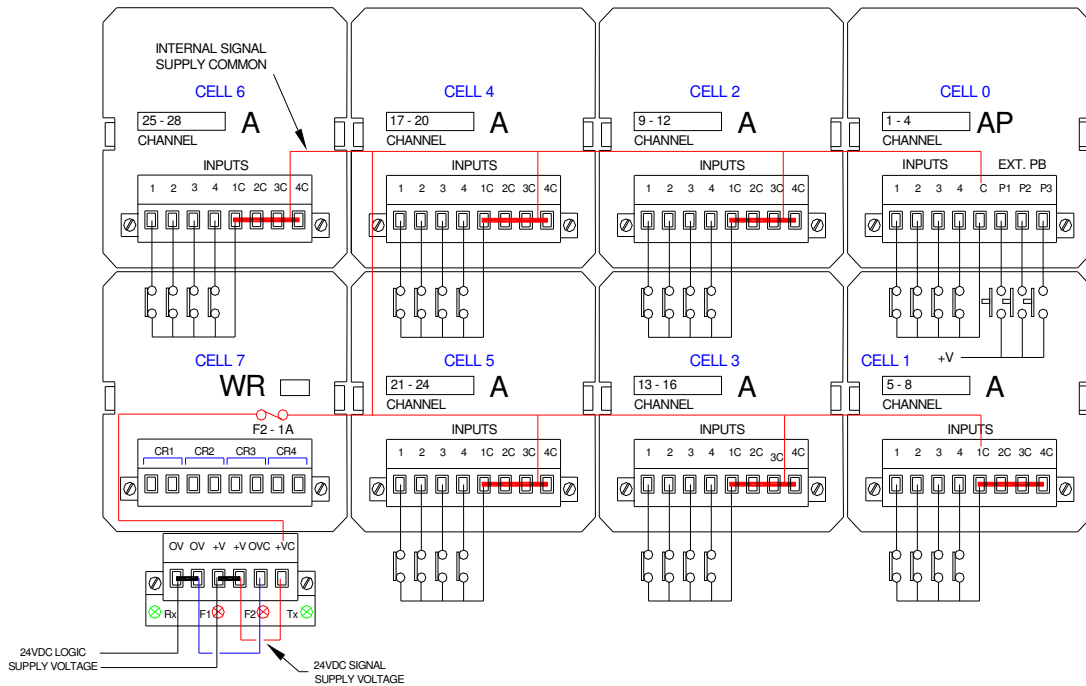 INTERNAL SIGNAL
SUPPLY COMMON
CELL 6
25 - 28
A
CHANNEL
INPUTS
1 2 3 4 1C 2C 3C 4C
CELL 4
17 - 20
A
CHANNEL
INPUTS
1 2 3 4 1C 2C 3C 4C
CELL 2
9 - 12
A
CHANNEL
INPUTS
1 2 3 4 1C 2C 3C 4C
CELL 0
1 - 4
AP
CHANNEL
INPUTS EXT. PB
1 2 3 4 C P1 P2 P3
+V
CELL 7
WR
F2 - 1A
CR1 CR2 CR3 CR4
OV OV +V +V OVC +VC
Rx F1 F2 Tx
24VDC LOGIC
SUPPLY VOLTAGE
24VDC SIGNAL
SUPPLY VOLTAGE
CELL 5
21 - 24
A
CHANNEL
INPUTS
1 2 3 4 1C 2C 3C 4C
CELL 3
13 - 16
A
CHANNEL
INPUTS
1 2 3 4 1C 2C 3C 4C
CELL 1
5 - 8
A
CHANNEL
INPUTS
1 2 3 4 1C 2C 3C 4C